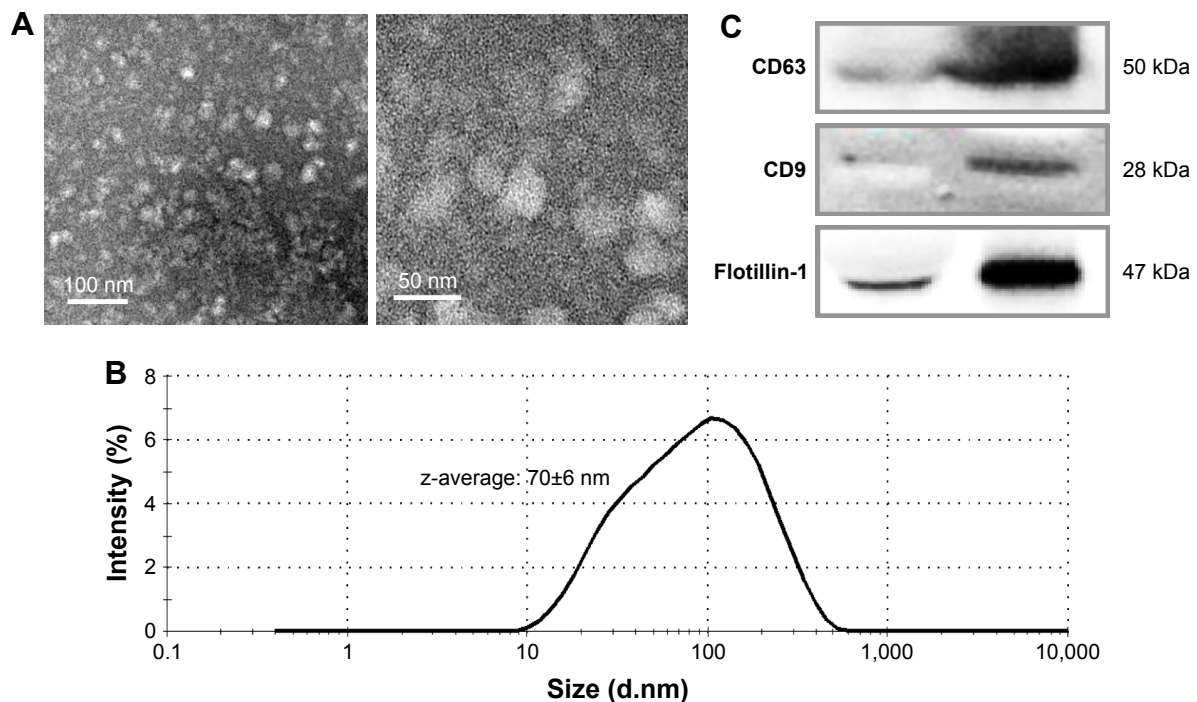 A
100 nm
50 nm
C
CD63
50 kDa
CD9
28 kDa
Flotillin-1
47 kDa
B
8
6
4
2
0
Intensity (%)
z-average: 70±6 nm
0.1
1
10
100
1,000
10,000
Size (d.nm)